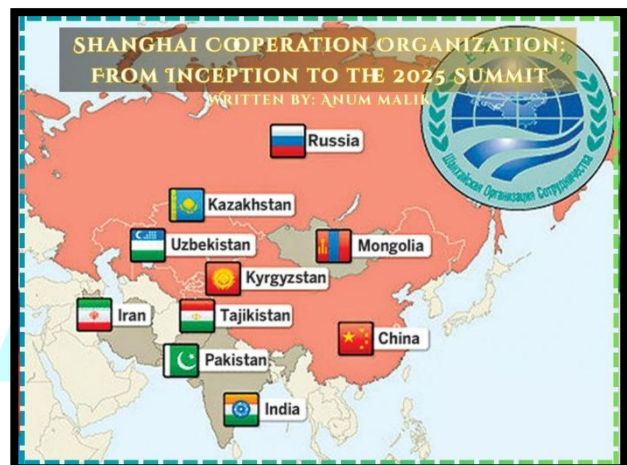 SHANGHAI COOPERATION ORGANIZATION:
FROM INCEPTION TO THE 2025 SUMMIT
WRITTEN BY: ANUM MALIK
Russia
Kazakhstan
Uzbekistan
Mongolia
Kyrgyzstan
Iran
Tajikistan
China
Pakistan
India
Шанхайская Организация Сотрудничества